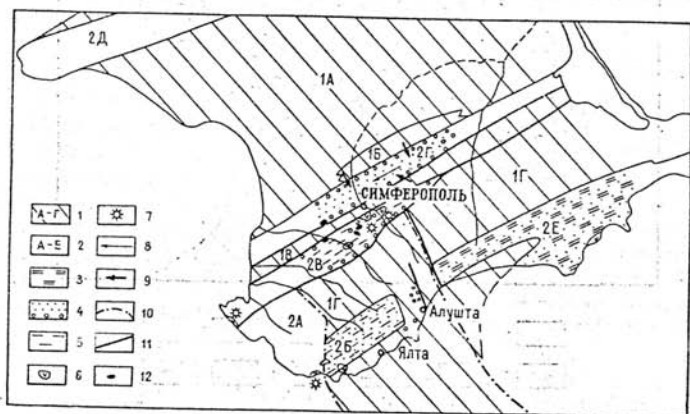 2Д
1А
1Б
2Г
СИМФЕРОПОЛЬ
1Г
2Е
1В
2В
1Г
2А
2Б
Алушта
Ялта
А-Г 1
А-Е 2
3
4
5
6
7
8
9
10
11
12